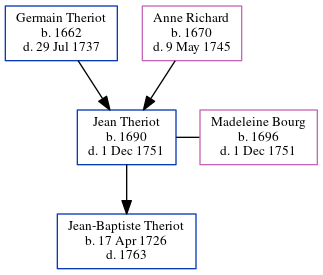 Germain Theriot
b. 1662
d. 29 Jul 1737
Anne Richard
b. 1670
d. 9 May 1745
Jean Theriot
b. 1690
d. 1 Dec 1751
Madeleine Bourg
b. 1696
d. 1 Dec 1751
Jean-Baptiste Theriot
b. 17 Apr 1726
d. 1763